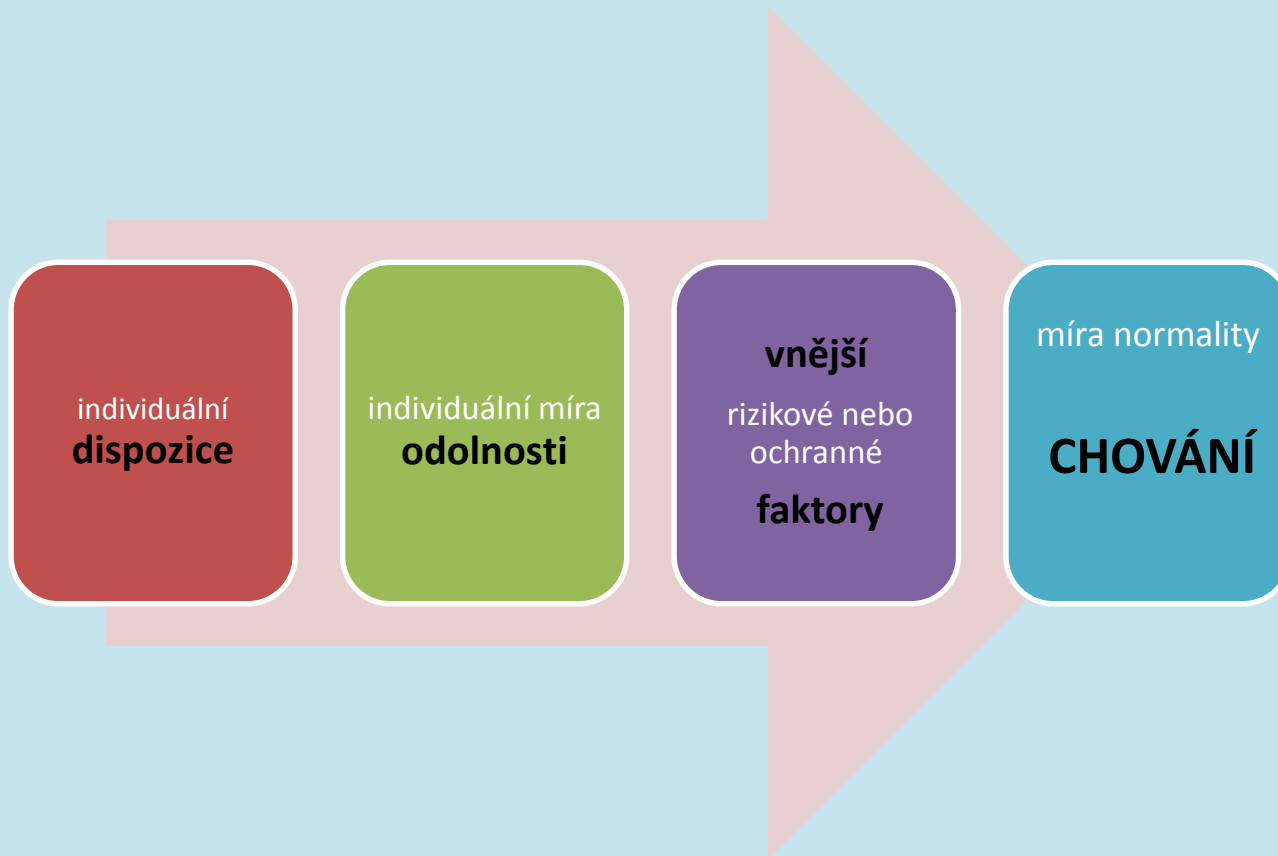 individuální
dispozice
individuální míra
odolnosti
vnější
rizikové nebo
ochranné
faktory
míra normality
CHOVÁNÍ